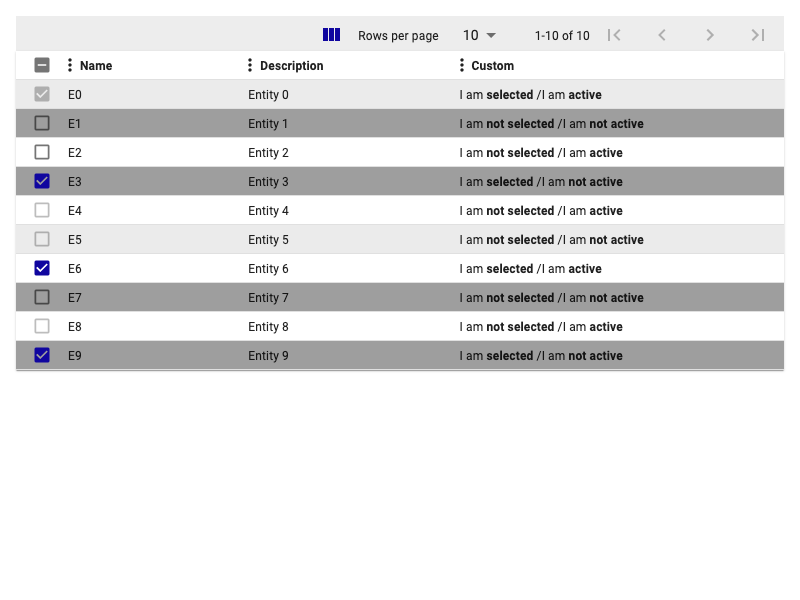 Rows per page 10 1-10 of 10
Name Description Custom
E0 Entity 0 I am selected /I am active
E1 Entity 1 I am not selected /I am not active
E2 Entity 2 I am not selected /I am active
E3 Entity 3 I am selected /I am not active
E4 Entity 4 I am not selected /I am active
E5 Entity 5 I am not selected /I am not active
E6 Entity 6 I am selected /I am active
E7 Entity 7 I am not selected /I am not active
E8 Entity 8 I am not selected /I am active
E9 Entity 9 I am selected /I am not active